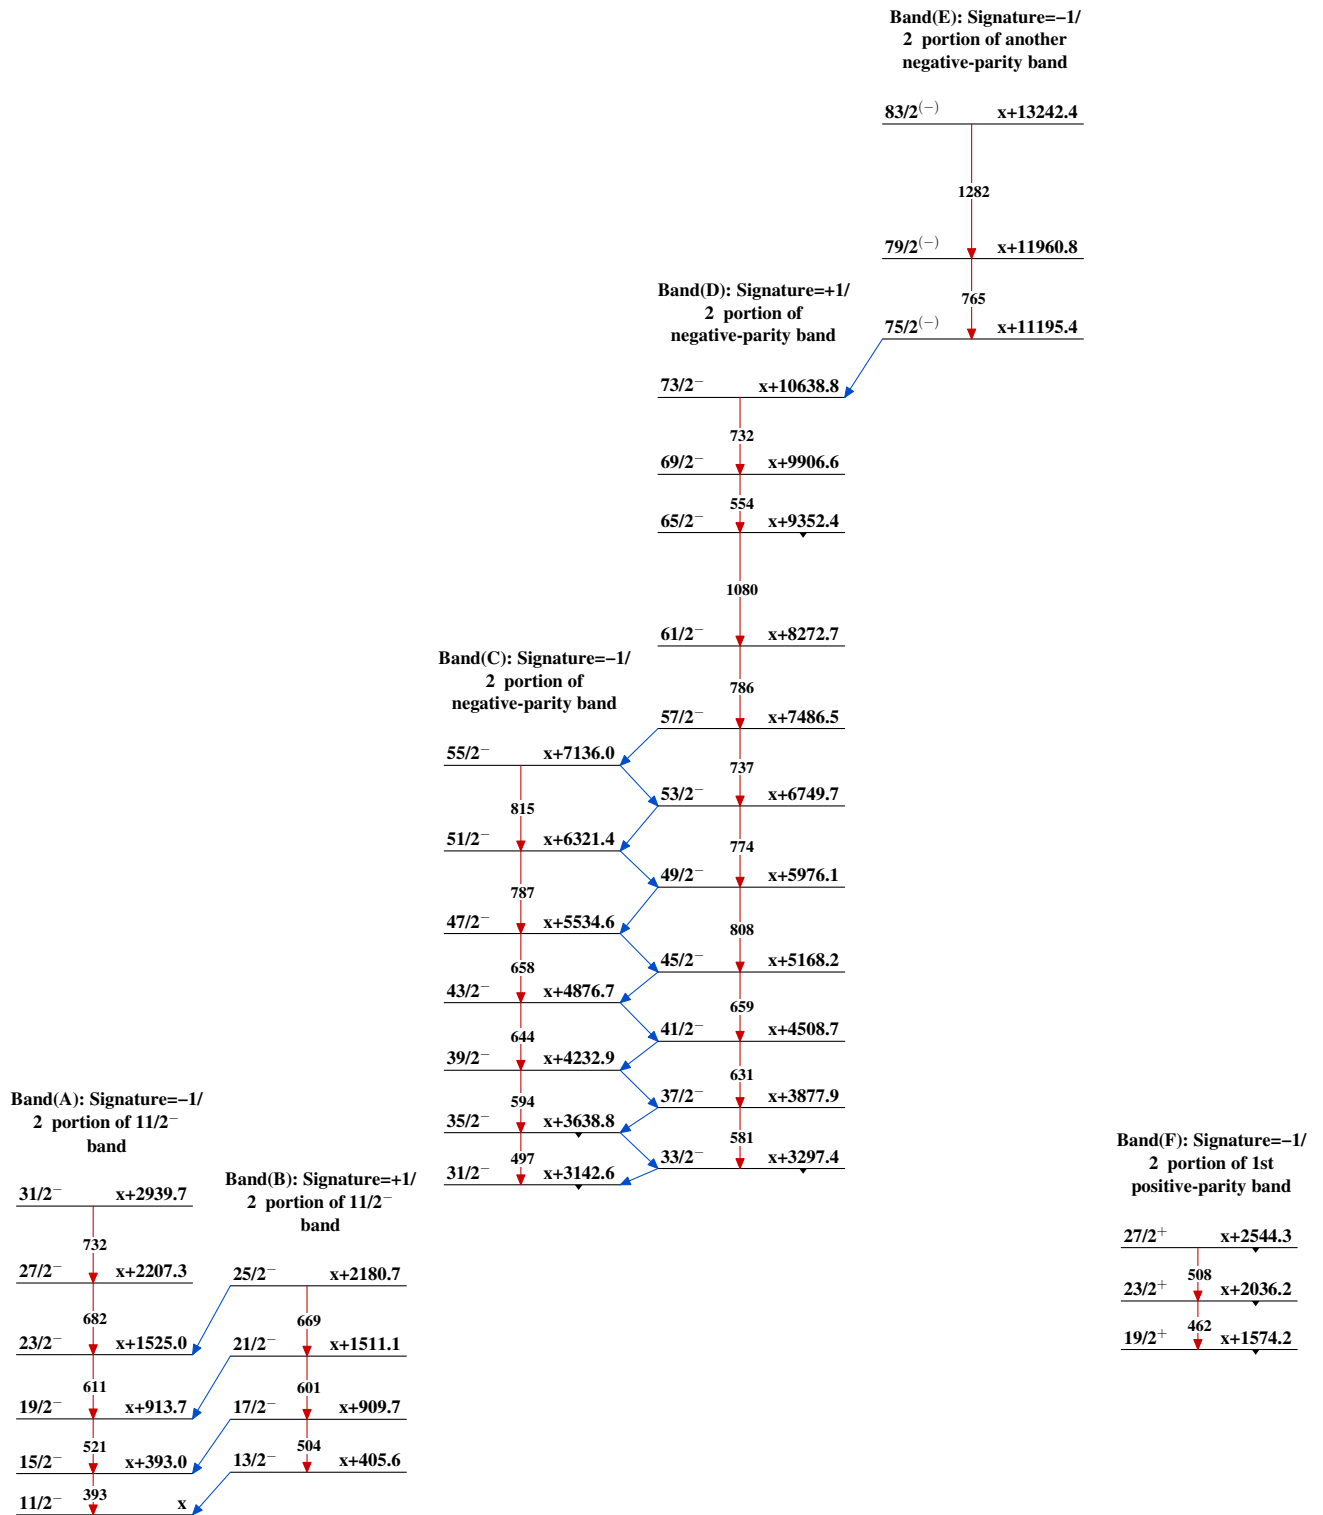 Band(E): Signature=−1/
2 portion of another
negative-parity band
83/2(−) x+13242.4
1282
79/2(−) x+11960.8
765
75/2(−) x+11195.4
Band(D): Signature=+1/
2 portion of
negative-parity band
73/2− x+10638.8
732
69/2− x+9906.6
554
65/2− x+9352.4
1080
61/2− x+8272.7
786
57/2− x+7486.5
737
53/2− x+6749.7
774
49/2− x+5976.1
808
45/2− x+5168.2
659
41/2− x+4508.7
631
37/2− x+3877.9
581
33/2− x+3297.4
Band(C): Signature=−1/
2 portion of
negative-parity band
55/2− x+7136.0
815
51/2− x+6321.4
787
47/2− x+5534.6
658
43/2− x+4876.7
644
39/2− x+4232.9
594
35/2− x+3638.8
497
31/2− x+3142.6
Band(A): Signature=−1/
2 portion of 11/2−
band
31/2− x+2939.7
732
27/2− x+2207.3
682
23/2− x+1525.0
611
19/2− x+913.7
521
15/2− x+393.0
393
11/2− x
Band(B): Signature=+1/
2 portion of 11/2−
band
25/2− x+2180.7
669
21/2− x+1511.1
601
17/2− x+909.7
504
13/2− x+405.6
Band(F): Signature=−1/
2 portion of 1st
positive-parity band
27/2+ x+2544.3
508
23/2+ x+2036.2
462
19/2+ x+1574.2